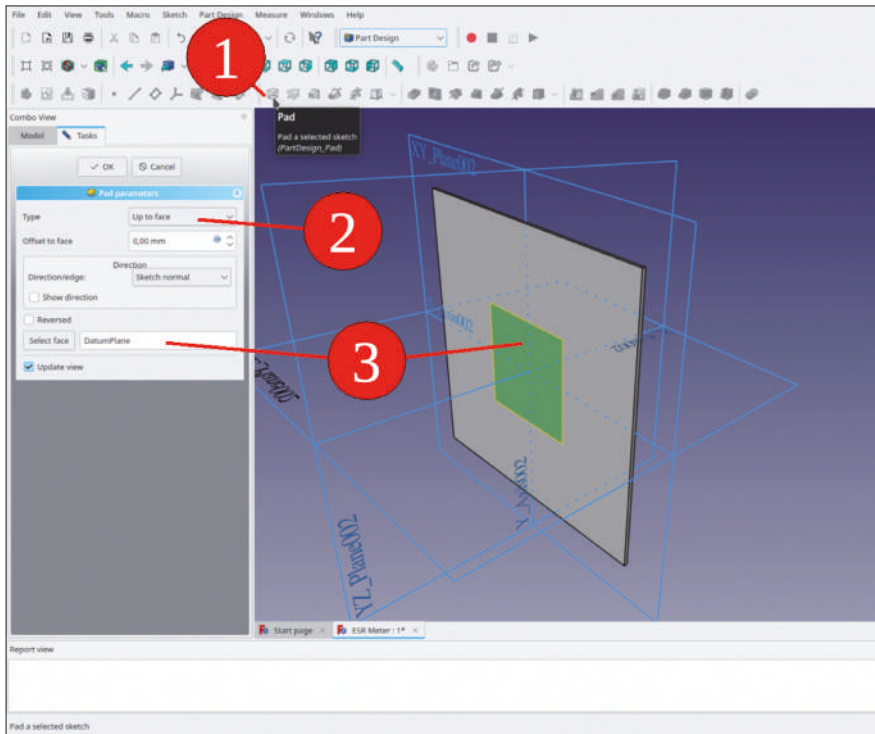 File Edit View Tools Macro Sketch Part Design Measure Windows Help
Part Design
1
Combo View
Pad
Pad a selected sketch
(PartDesign_Pad)
Model Tasks
OK Cancel
Pad parameters
Type Up to face
2
Offset to face 0,00 mm
Direction
Direction/edge: Sketch normal
Show direction
Reversed
Select face DatumPlane
3
Update view
XY_Plane002
YZ_Plane002
Start page ESR Meter : 1*
Report view
Pad a selected sketch